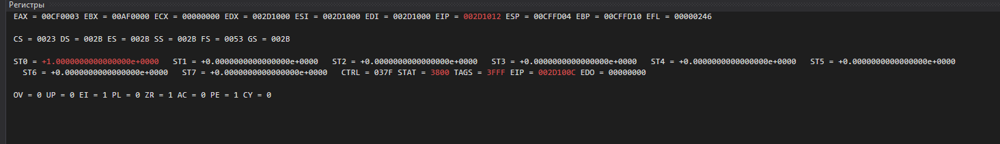 Регистры
EAX = 00CF0003 EBX = 00AF0000 ECX = 00000000 EDX = 002D1000 ESI = 002D1000 EDI = 002D1000 EIP = 002D1012 ESP = 00CFFD04 EBP = 00CFFD10 EFL = 00000246
CS = 0023 DS = 002B ES = 002B SS = 002B FS = 0053 GS = 002B
ST0 = +1.0000000000000000e+0000 ST1 = +0.0000000000000000e+0000 ST2 = +0.0000000000000000e+0000 ST3 = +0.0000000000000000e+0000 ST4 = +0.0000000000000000e+0000 ST5 = +0.0000000000000000e+0000
ST6 = +0.0000000000000000e+0000 ST7 = +0.0000000000000000e+0000 CTRL = 037F STAT = 3800 TAGS = 3FFF EIP = 002D100C EDO = 00000000
OV = 0 UP = 0 EI = 1 PL = 0 ZR = 1 AC = 0 PE = 1 CY = 0